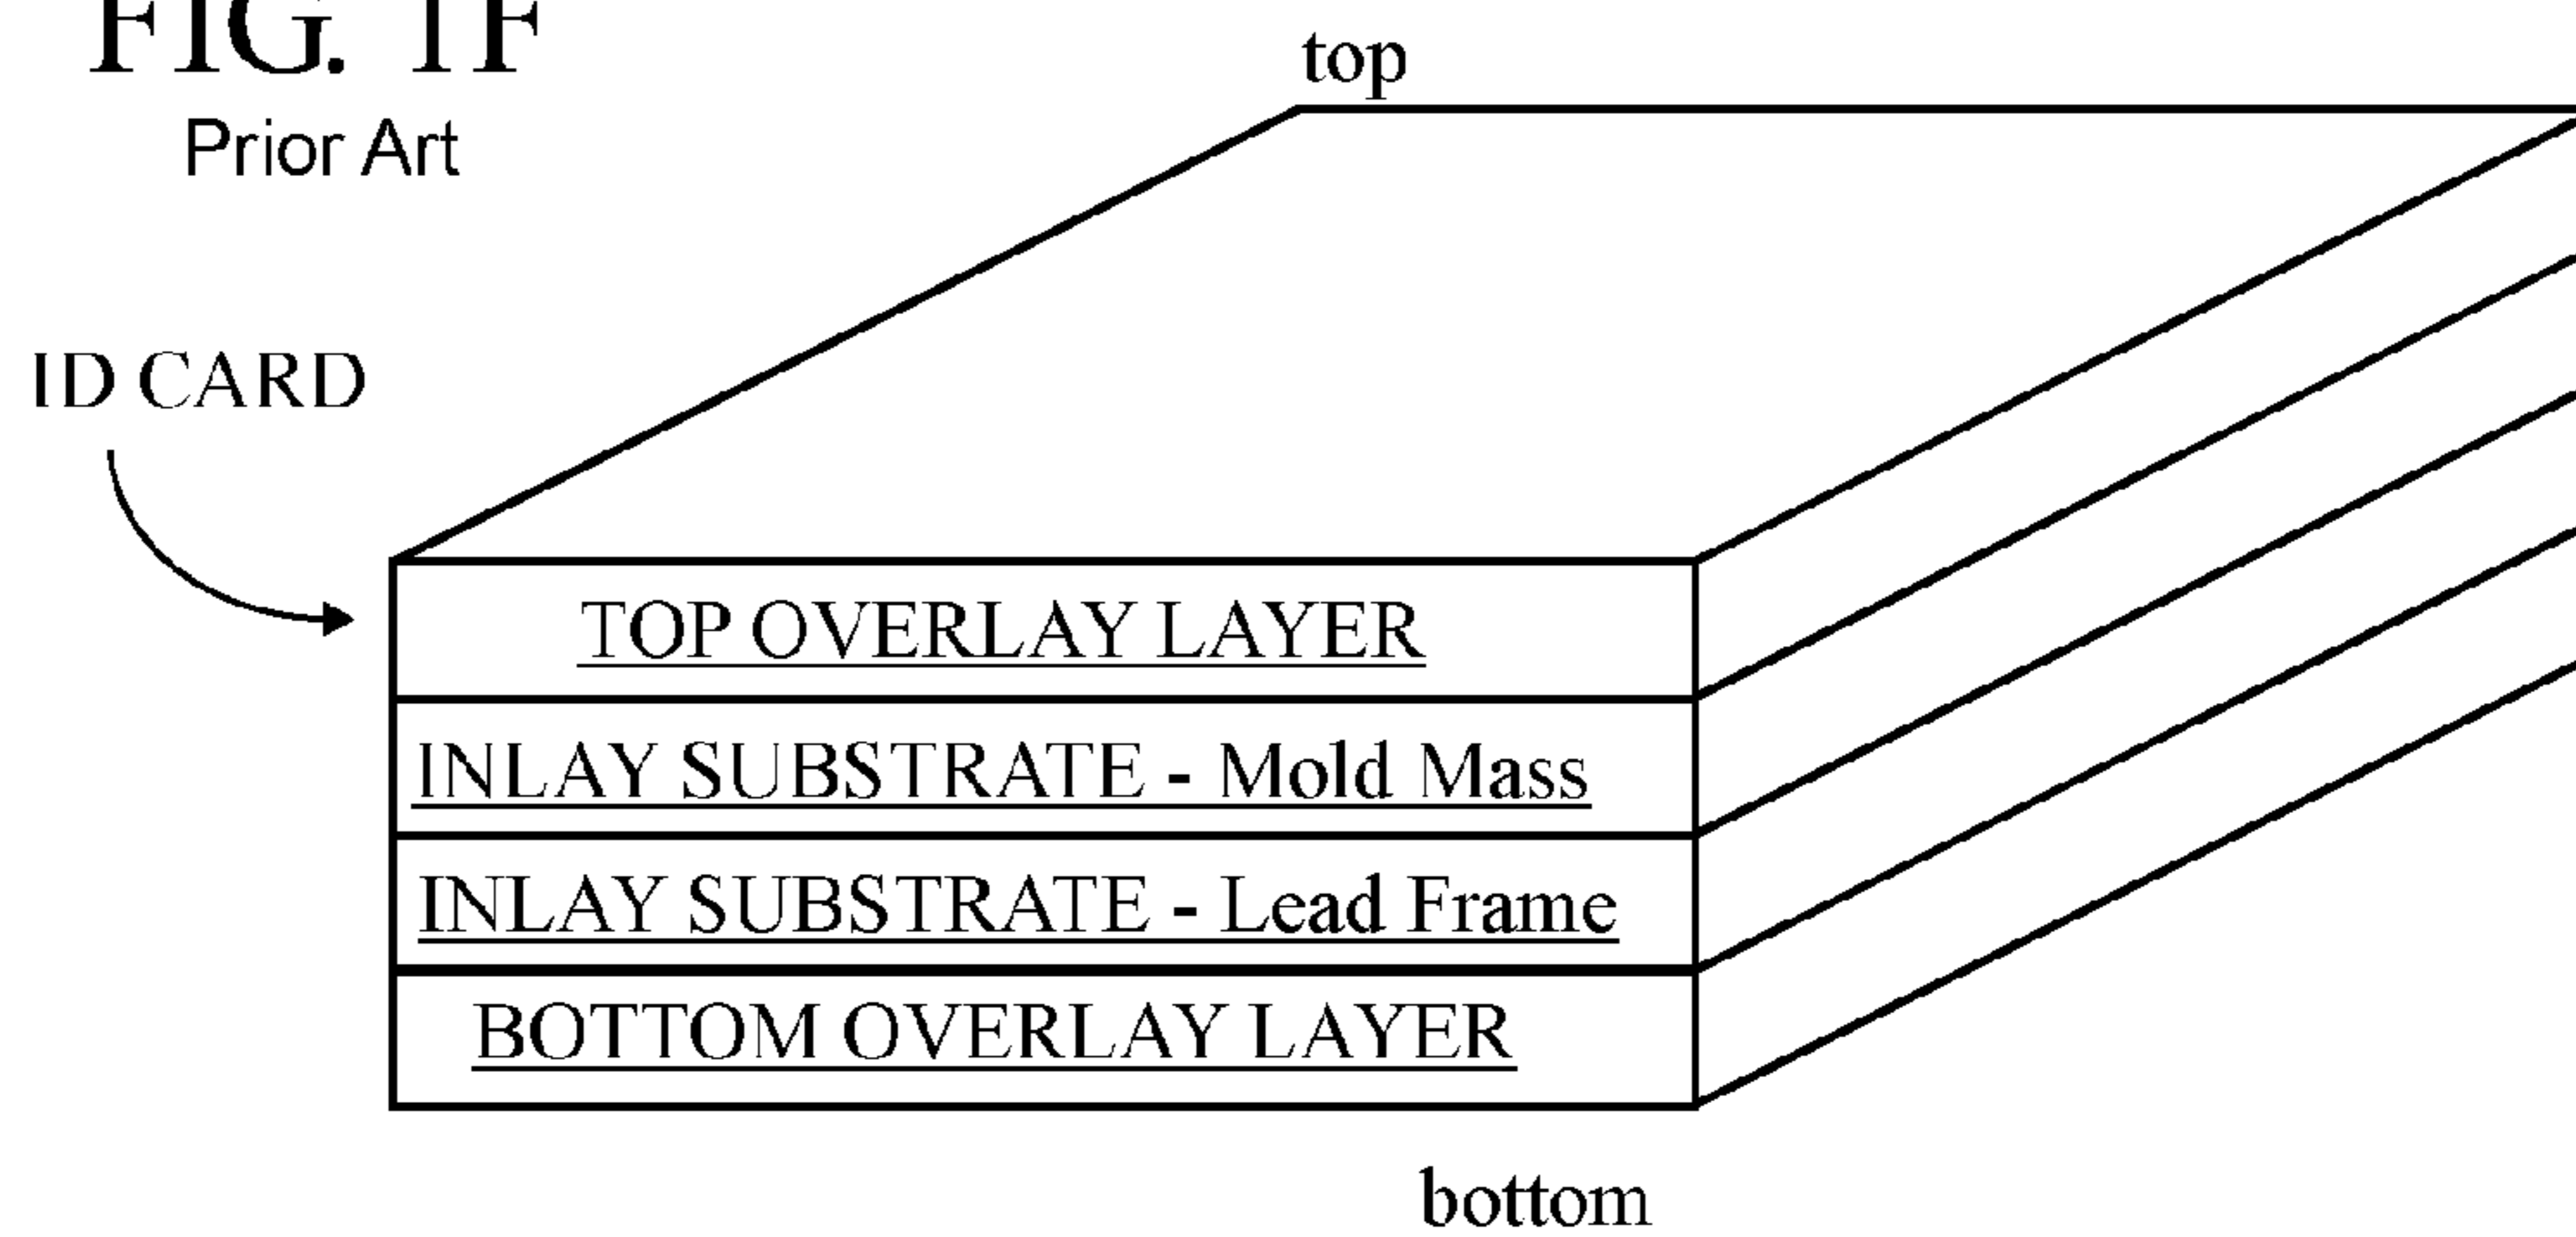 FIG. 1F
Prior Art
top
ID CARD
TOP OVERLAY LAYER
INLAY SUBSTRATE - Mold Mass
INLAY SUBSTRATE - Lead Frame
BOTTOM OVERLAY LAYER
bottom